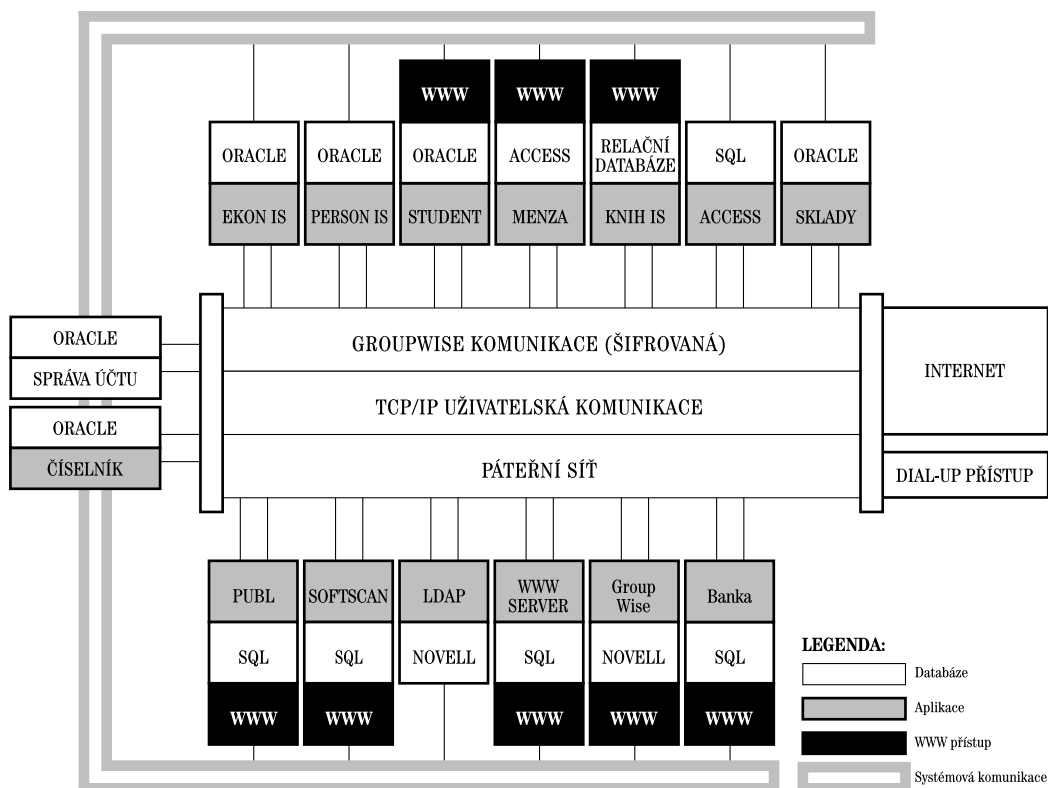 WWW
WWW
WWW
ORACLE
ORACLE
ORACLE
ACCESS
RELAČNÍ
DATABÁZE
SQL
ORACLE
EKON IS
PERSON IS
STUDENT
MENZA
KNIH IS
ACCESS
SKLADY
ORACLE
SPRÁVA ÚČTU
ORACLE
ČÍSELNÍK
GROUPWISE KOMUNIKACE (ŠIFROVANÁ)
TCP/IP UŽIVATELSKÁ KOMUNIKACE
PÁTEŘNÍ SÍŤ
INTERNET
DIAL-UP PŘÍSTUP
PUBL
SOFTSCAN
LDAP
WWW
SERVER
Group
Wise
Banka
SQL
SQL
NOVELL
SQL
NOVELL
SQL
WWW
WWW
WWW
WWW
WWW
LEGENDA:
Databáze
Aplikace
WWW přístup
Systémová komunikace